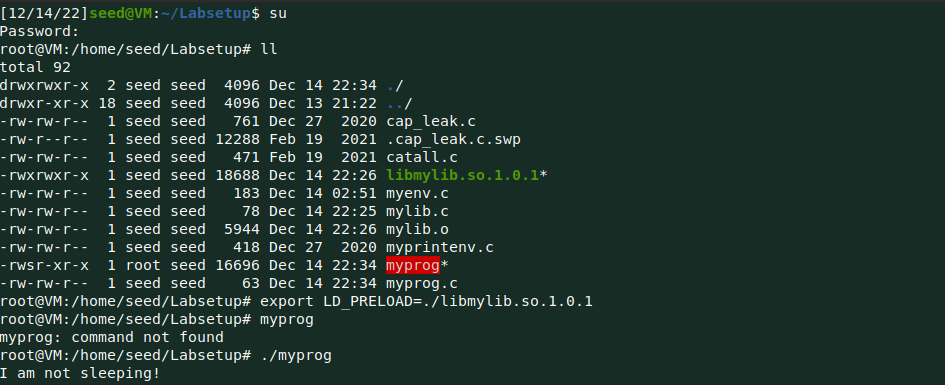 [12/14/22]seed@VM:~/Labsetup$ su
Password:
root@VM:/home/seed/Labsetup# ll
total 92
drwxrwxr-x  2 seed seed  4096 Dec 14 22:34 ./
drwxr-xr-x 18 seed seed  4096 Dec 13 21:22 ../
-rw-rw-r--  1 seed seed   761 Dec 27  2020 cap_leak.c
-rw-r--r--  1 seed seed 12288 Feb 19  2021 .cap_leak.c.swp
-rw-rw-r--  1 seed seed   471 Feb 19  2021 catall.c
-rwxrwxr-x  1 seed seed 18688 Dec 14 22:26 libmylib.so.1.0.1*
-rw-rw-r--  1 seed seed   183 Dec 14 02:51 myenv.c
-rw-rw-r--  1 seed seed    78 Dec 14 22:25 mylib.c
-rw-rw-r--  1 seed seed  5944 Dec 14 22:26 mylib.o
-rw-rw-r--  1 seed seed   418 Dec 27  2020 myprintenv.c
-rwsr-xr-x  1 root seed 16696 Dec 14 22:34 myprog*
-rw-rw-r--  1 seed seed    63 Dec 14 22:34 myprog.c
root@VM:/home/seed/Labsetup# export LD_PRELOAD=./libmylib.so.1.0.1
root@VM:/home/seed/Labsetup# myprog
myprog: command not found
root@VM:/home/seed/Labsetup# ./myprog
I am not sleeping!